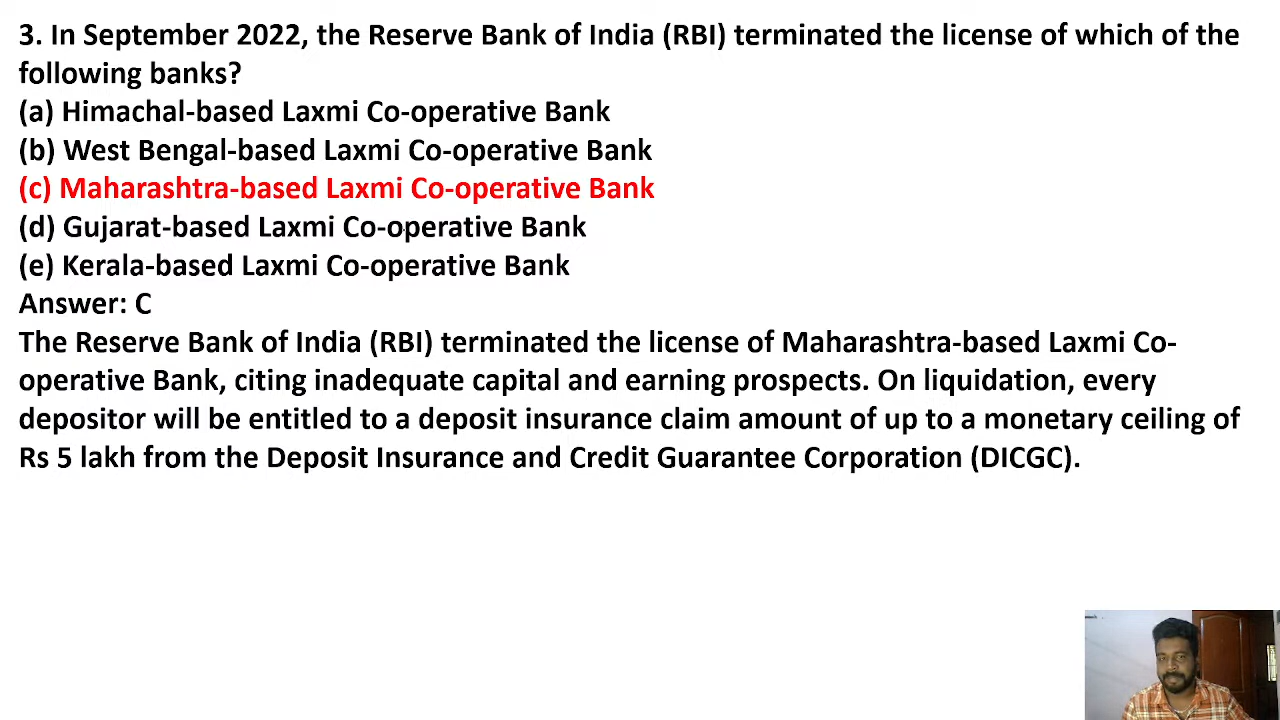 3. In September 2022, the Reserve Bank of India (RBI) terminated the license of which of the
following banks?
(a) Himachal-based Laxmi Co-operative Bank
(b) West Bengal-based Laxmi Co-operative Bank
(c) Maharashtra-based Laxmi Co-operative Bank
(d) Gujarat-based Laxmi Co-operative Bank
(e) Kerala-based Laxmi Co-operative Bank
Answer: C
The Reserve Bank of India (RBI) terminated the license of Maharashtra-based Laxmi Co-
operative Bank, citing inadequate capital and earning prospects. On liquidation, every
depositor will be entitled to a deposit insurance claim amount of up to a monetary ceiling of
Rs 5 lakh from the Deposit Insurance and Credit Guarantee Corporation (DICGC).